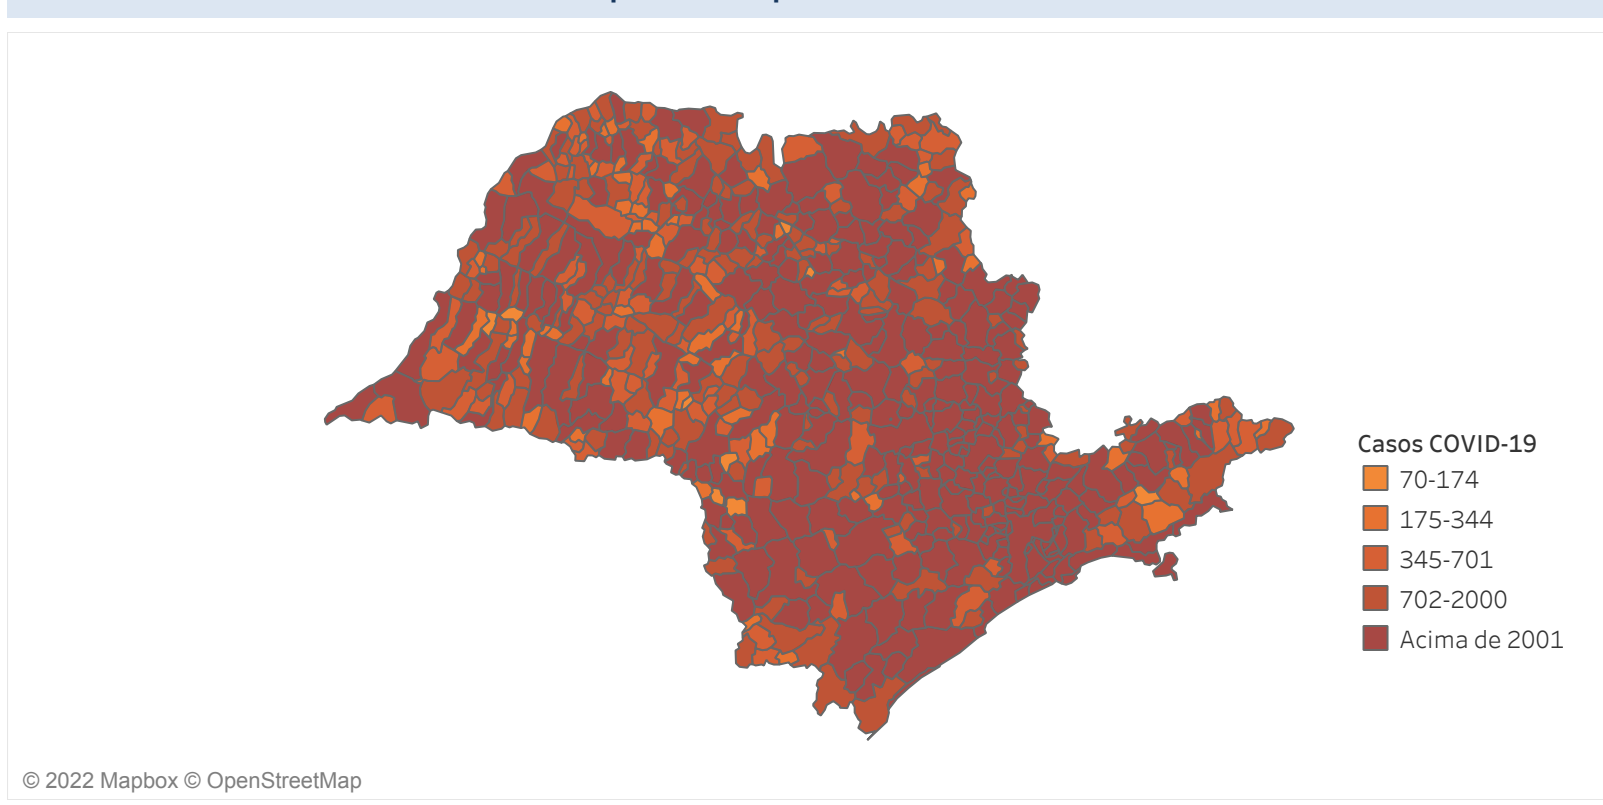 Casos COVID-19
70-174
175-344
345-701
702-2000
Acima de 2001
© 2022 Mapbox © OpenStreetMap